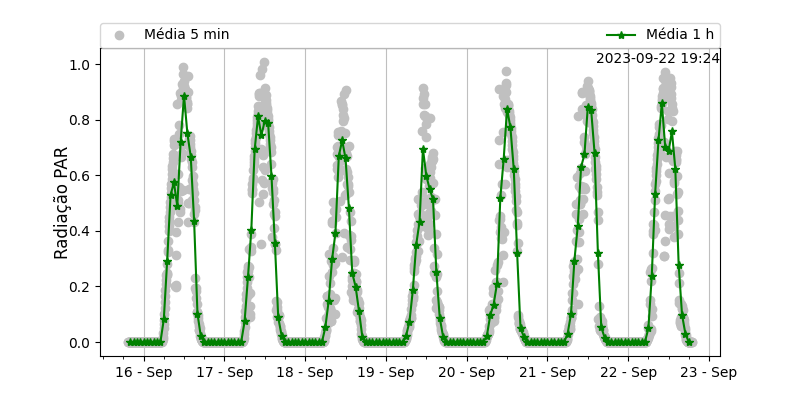 Média 5 min
Média 1 h
2023-09-22 19:24
1.0
0.8
0.6
0.4
0.2
0.0
Radiação PAR
16 - Sep
17 - Sep
18 - Sep
19 - Sep
20 - Sep
21 - Sep
22 - Sep
23 - Sep